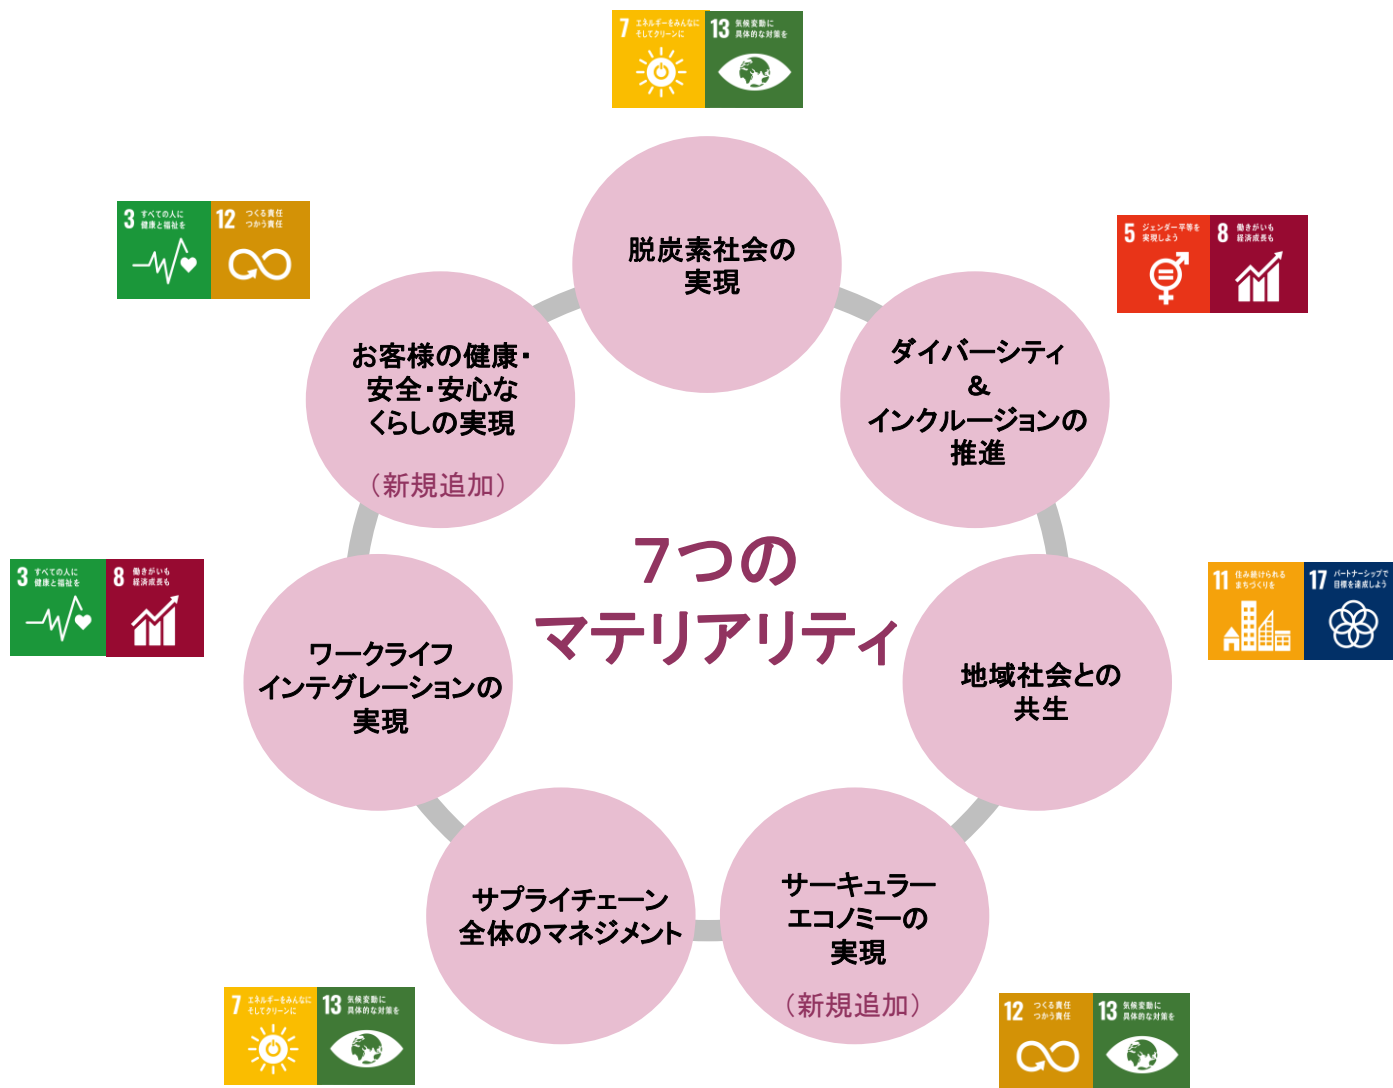 7 エネルギーをみんなに
そしてクリーンに
13 気候変動に
具体的な対策を
脱炭素社会の
実現
5 ジェンダー平等を
実現しよう
8 働きがいも
経済成長も
ダイバーシティ
&
インクルージョンの
推進
11 住み続けられる
まちづくりを
17 パートナーシップで
目標を達成しよう
地域社会との
共生
12 つくる責任
つかう責任
13 気候変動に
具体的な対策を
サーキュラー
エコノミーの
実現
（新規追加）
7 エネルギーをみんなに
そしてクリーンに
13 気候変動に
具体的な対策を
サプライチェーン
全体のマネジメント
3 すべての人に
健康と福祉を
8 働きがいも
経済成長も
ワークライフ
インテグレーションの
実現
3 すべての人に
健康と福祉を
12 つくる責任
つかう責任
お客様の健康・
安全・安心な
くらしの実現
（新規追加）
7つの
マテリアリティ